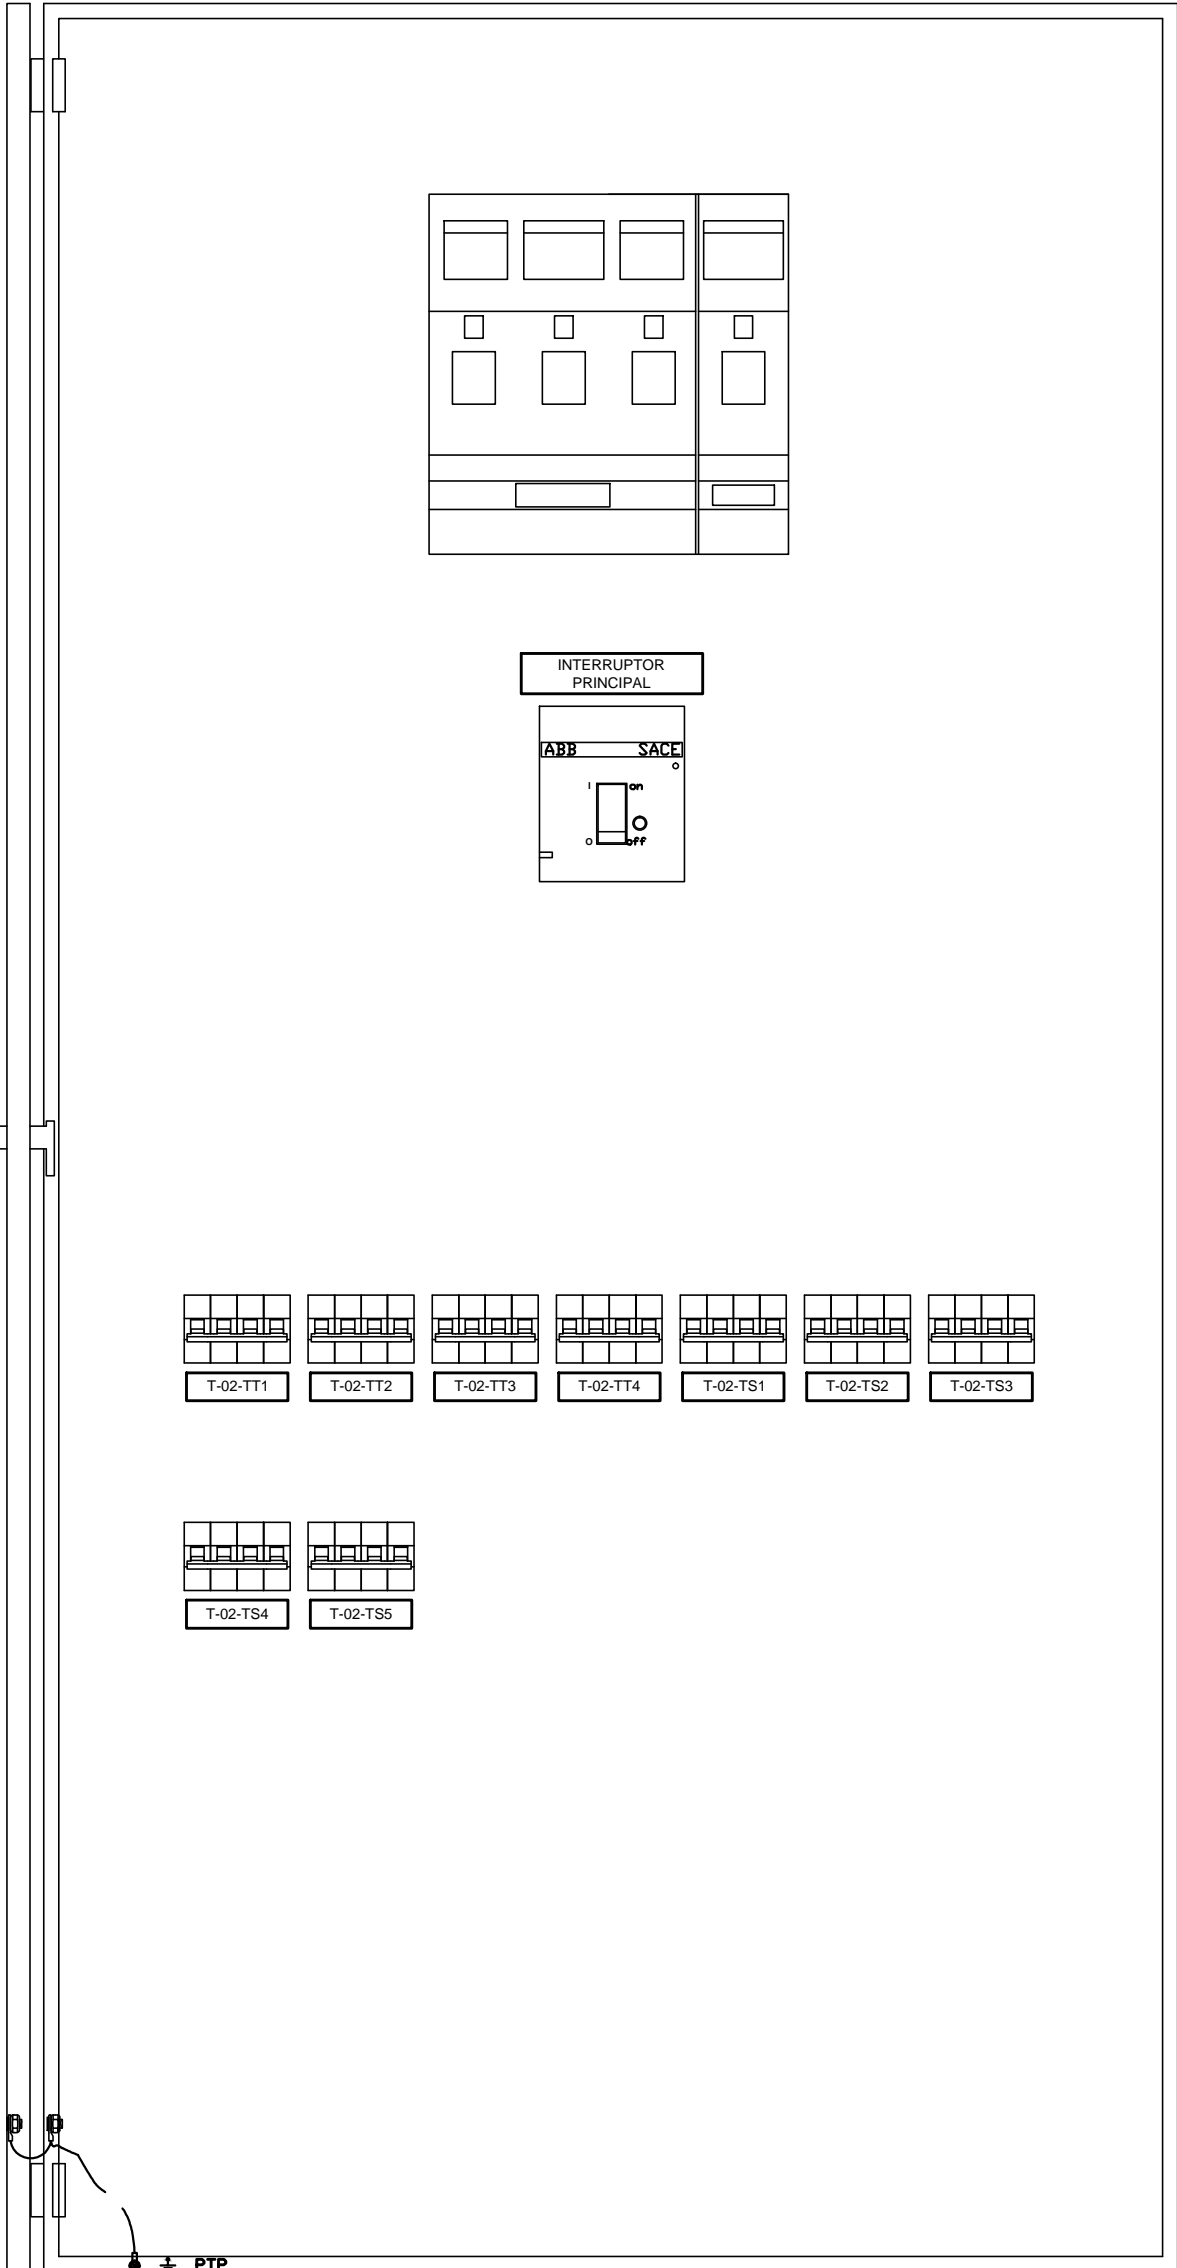 INTERRUPTOR
PRINCIPAL
ABB SACE
I on
O off
T-02-TT1 T-02-TT2 T-02-TT3 T-02-TT4 T-02-TS1 T-02-TS2 T-02-TS3
T-02-TS4 T-02-TS5
PTP